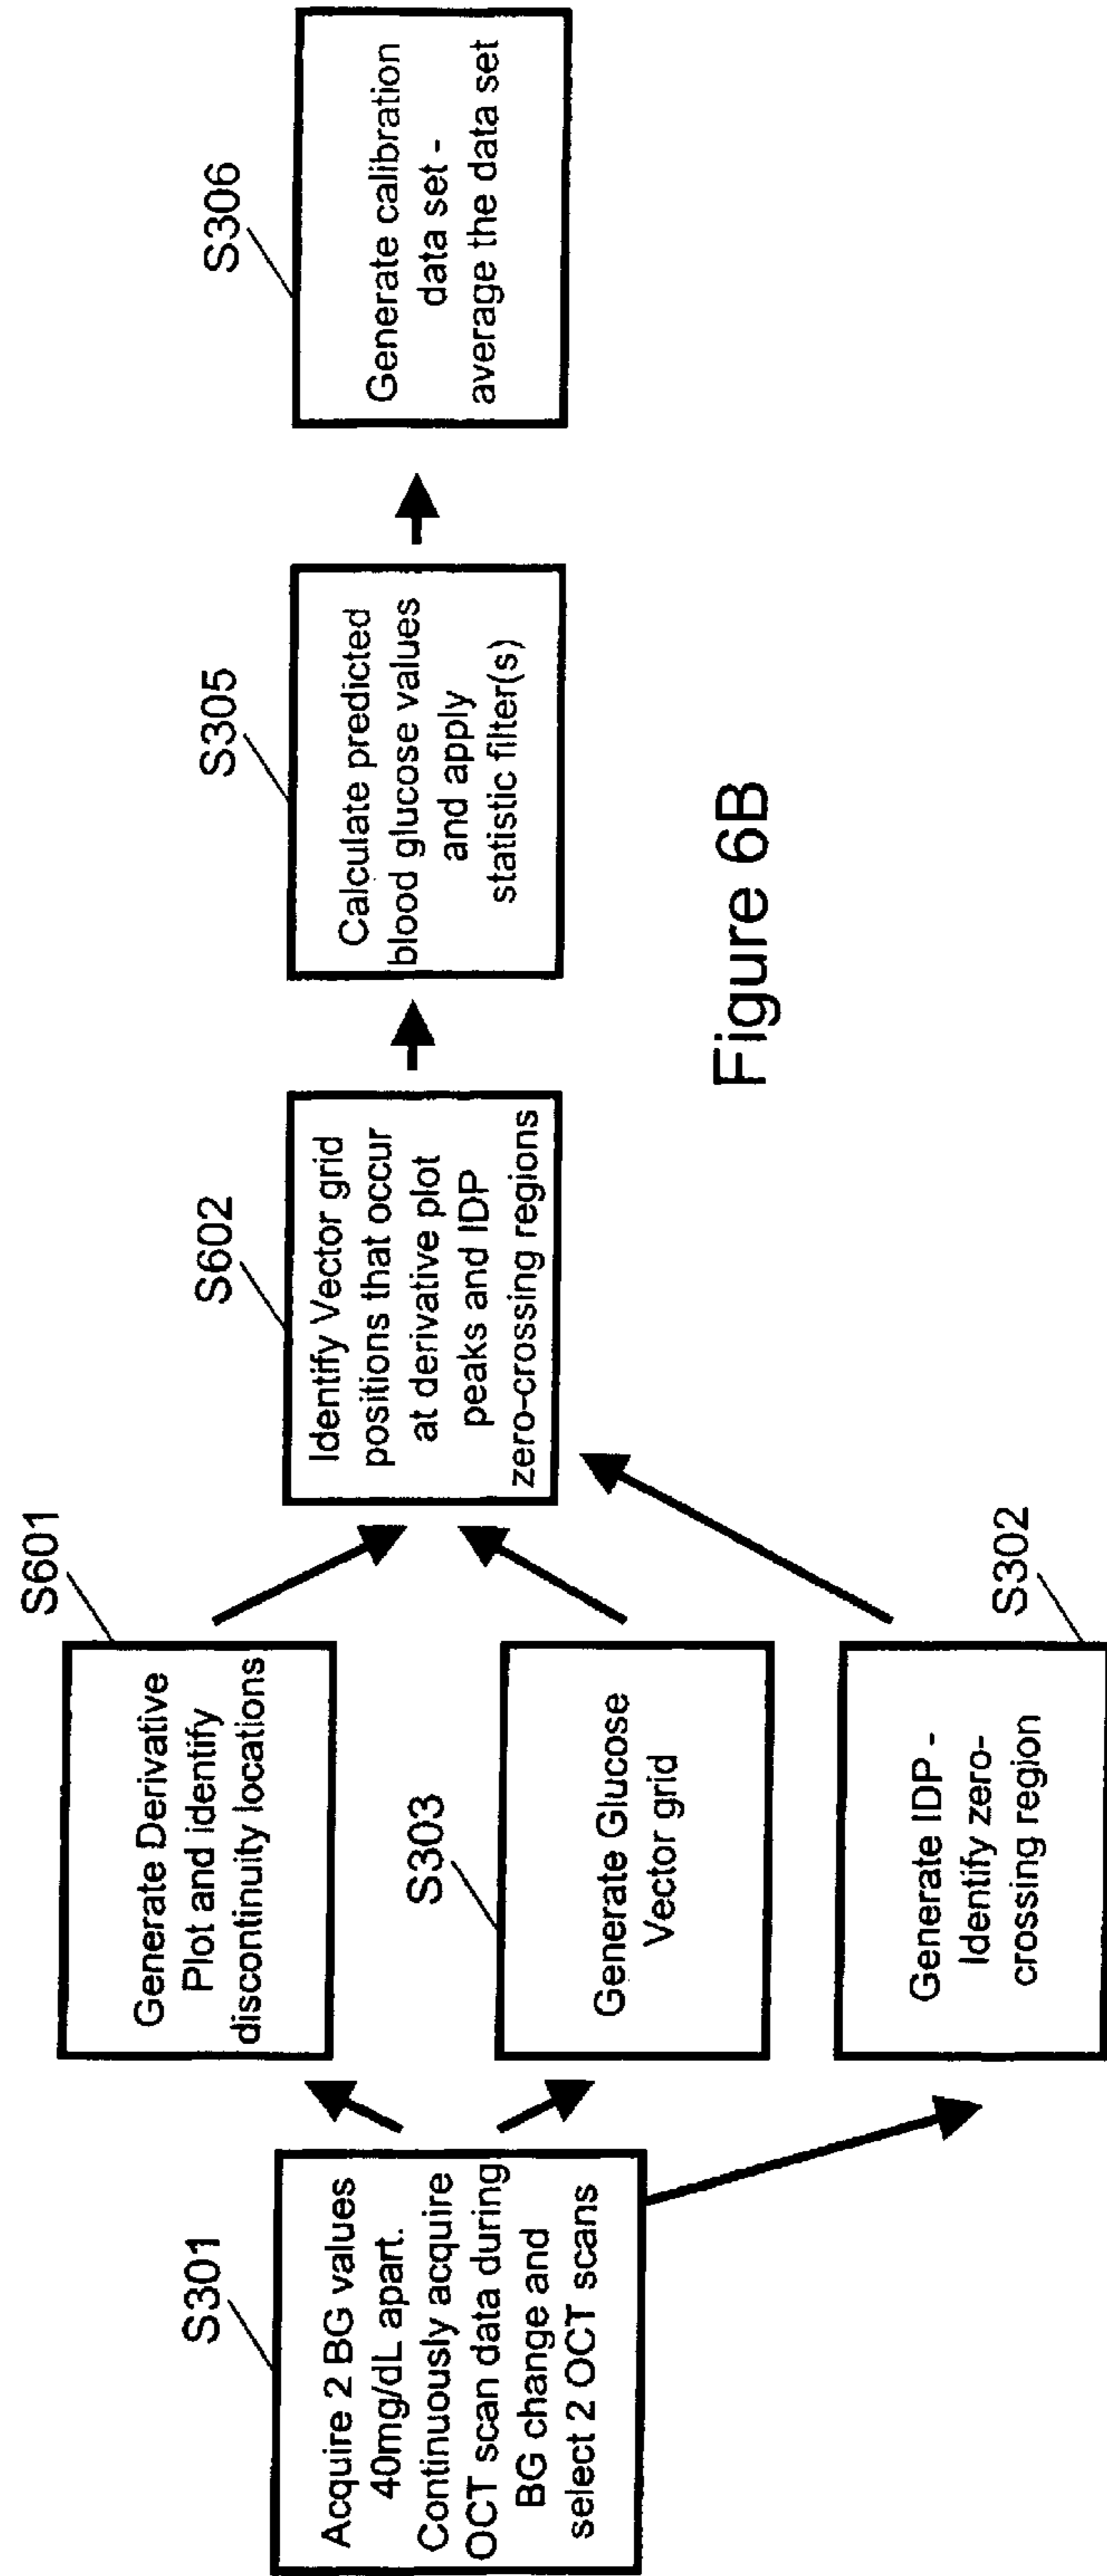 S301
Acquire 2 BG values
40mg/dL apart.
Continuously acquire
OCT scan data during
BG change and
select 2 OCT scans
S601
Generate Derivative
Plot and identify
discontinuity locations
S303
Generate Glucose
Vector grid
S302
Generate IDP -
Identify zero-
crossing region
S602
Identify Vector grid
positions that occur
at derivative plot
peaks and IDP
zero-crossing regions
S305
Calculate predicted
blood glucose values
and apply
statistic filter(s)
S306
Generate calibration
data set -
average the data set
Figure 6B